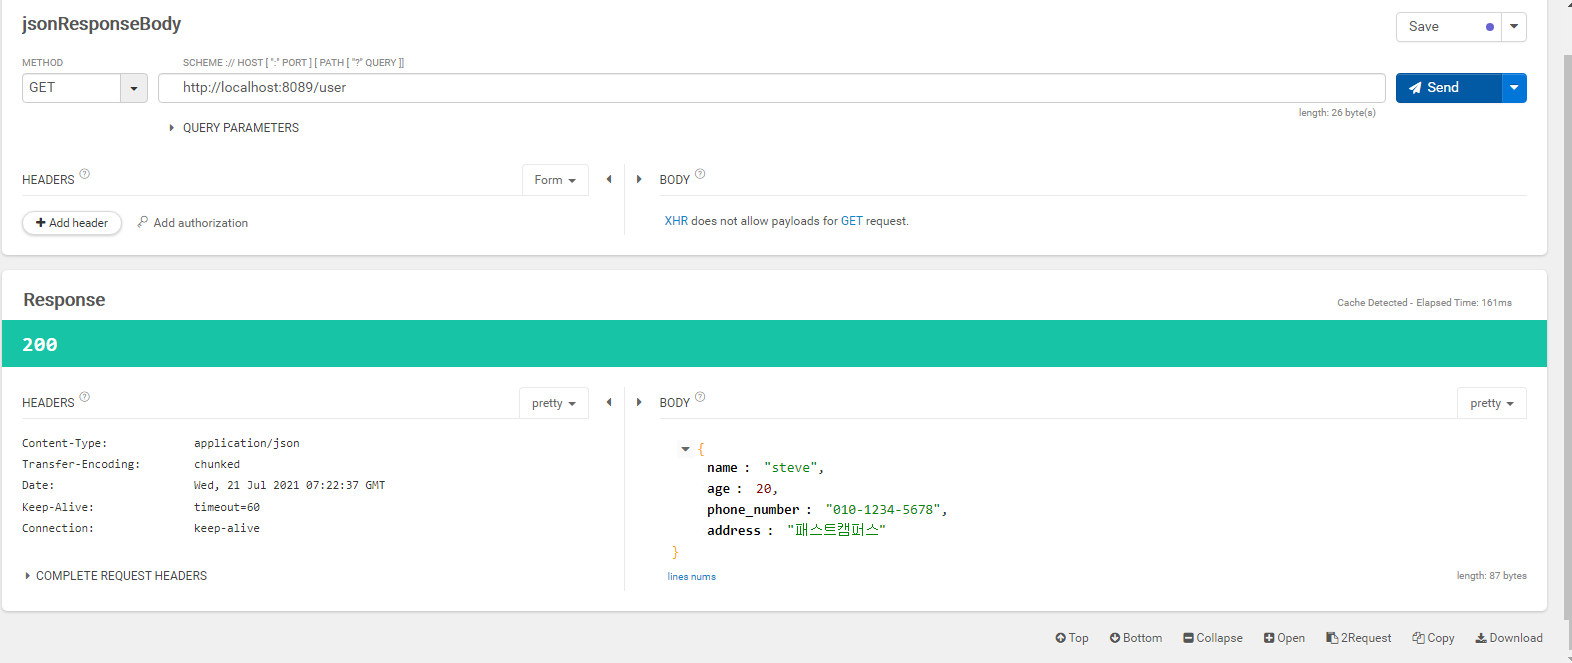 jsonResponseBody
Save
METHOD
SCHEME :// HOST [ ":" PORT ] [ PATH [ "?" QUERY ]]
GET
http://localhost:8089/user
Send
length: 26 byte(s)
QUERY PARAMETERS
HEADERS ?
Form
BODY ?
+ Add header
Add authorization
XHR does not allow payloads for GET request.
Response
Cache Detected - Elapsed Time: 161ms
200
HEADERS ?
pretty
BODY ?
pretty
Content-Type: application/json
Transfer-Encoding: chunked
Date: Wed, 21 Jul 2021 07:22:37 GMT
Keep-Alive: timeout=60
Connection: keep-alive
{
name : "steve",
age : 20,
phone_number : "010-1234-5678",
address : "패스트캠퍼스"
}
lines nums
length: 87 bytes
COMPLETE REQUEST HEADERS
Top
Bottom
Collapse
Open
2Request
Copy
Download